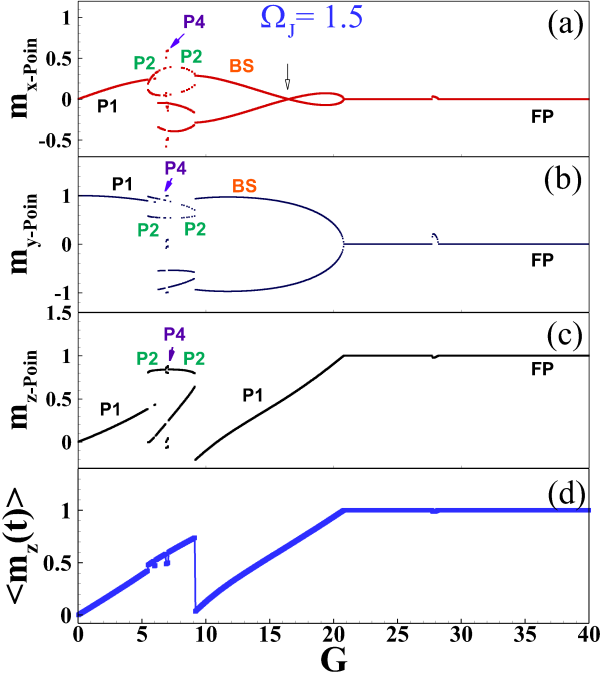 Ω_J = 1.5
(a)
1
0.5
0
-0.5
m_x-Poin
P4
P2
P2
P1
BS
FP
(b)
1
0
-1
m_y-Poin
P1
P4
P2
P2
BS
FP
(c)
1.5
1
0.5
0
m_z-Poin
P4
P2
P2
P1
P1
FP
(d)
1
0.5
0
<m_z(t)>
0 5 10 15 20 25 30 35 40
G